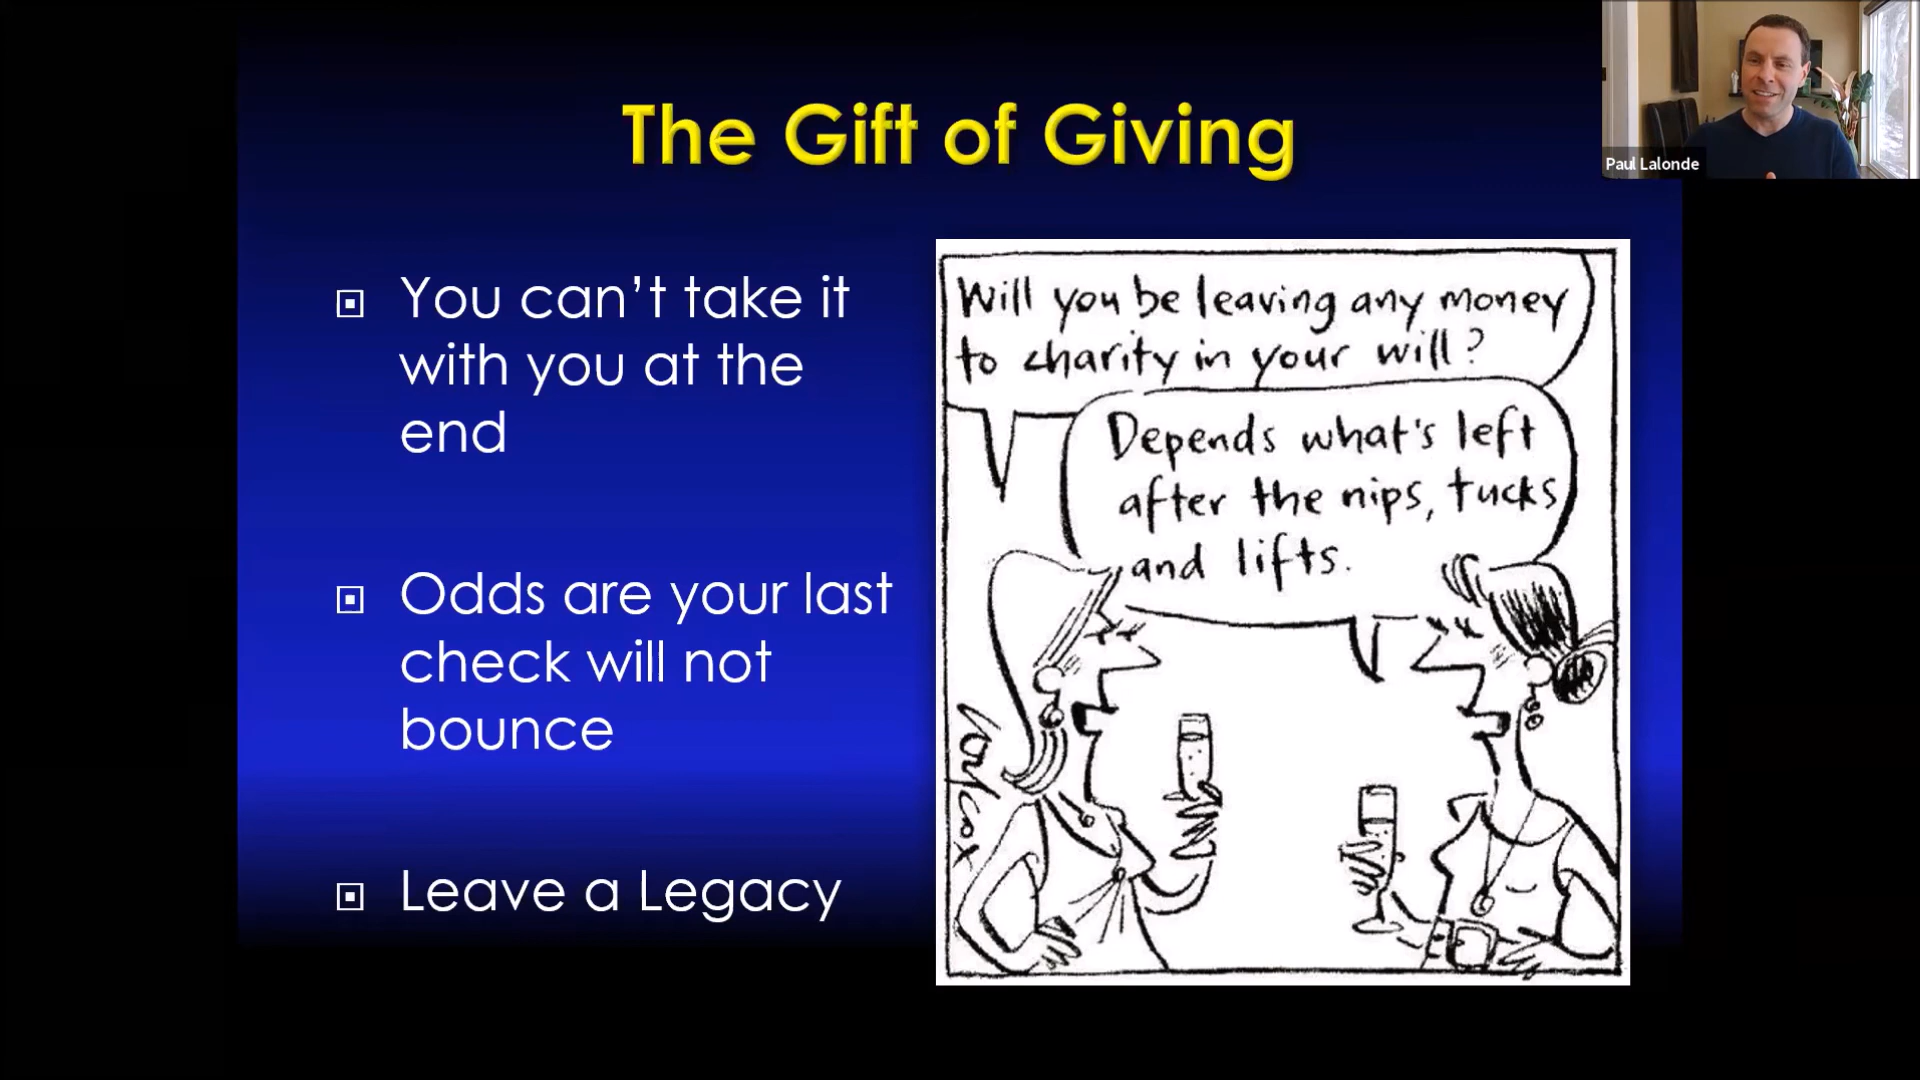 The Gift of Giving
Paul Lalonde
You can’t take it
with you at the
end
Odds are your last
check will not
bounce
Leave a Legacy
Will you be leaving any money
to charity in your will?
Depends what's left
after the nips, tucks
and lifts.